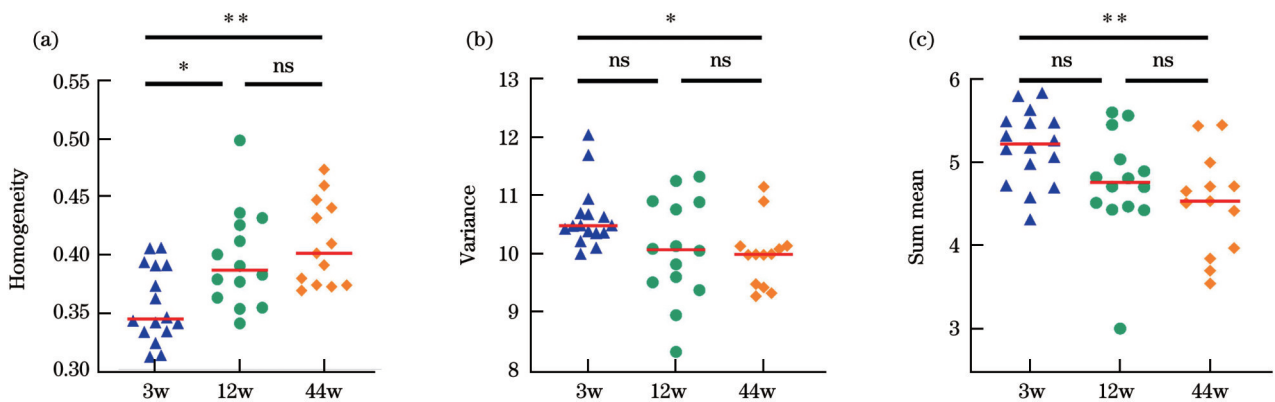 (a)
**
*
ns
Homogeneity
0.55
0.50
0.45
0.40
0.35
0.30
3w 12w 44w
(b)
*
ns ns
Variance
13
12
11
10
9
8
3w 12w 44w
(c)
**
ns ns
Sum mean
6
5
4
3
3w 12w 44w